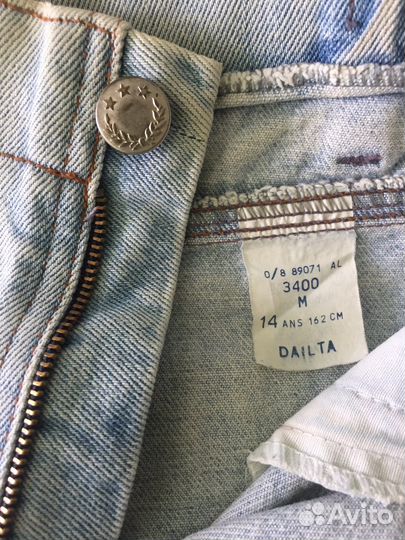 0/8 89071 AL
3400
M
14 ANS 162 CM
DAILTA
Avito